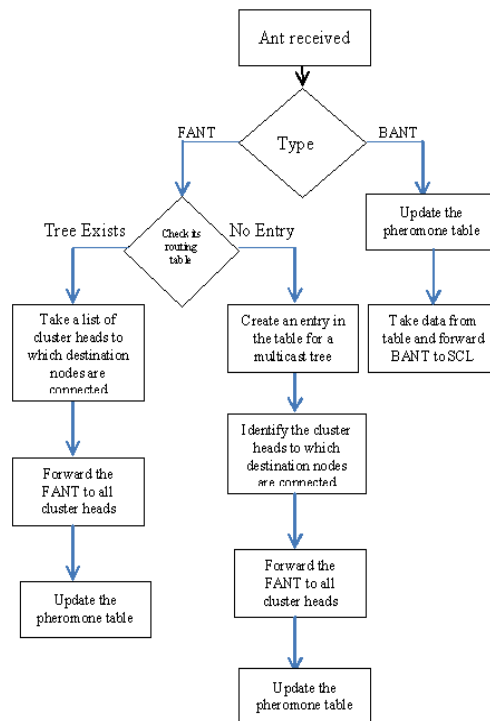 Ant received
FANT
BANT
Type
Update the
pheromone table
Tree Exists
Check its
routing
table
No Entry
Take a list of
cluster heads to
which destination
nodes are
connected
Create an entry in
the table for a
multicast tree
Take data from
table and forward
BANT to SCL
Identify the cluster
heads to which
destination nodes
are connected
Forward the
FANT to all
cluster heads
Forward the
FANT to all
cluster heads
Update the
pheromone table
Update the
pheromone table